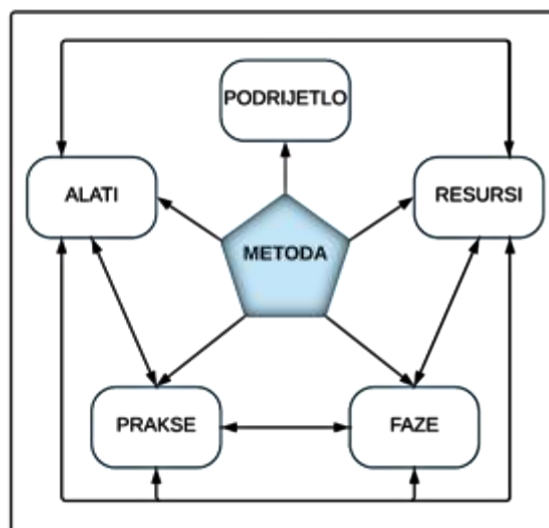 PODRIJETLO
ALATI
RESURSI
METODA
PRAKSE
FAZE